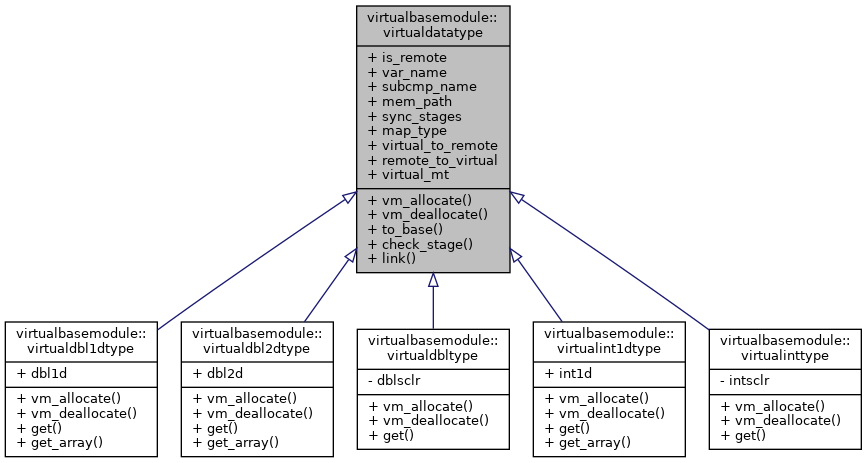 virtualbasemodule::
virtualdatatype
+ is_remote
+ var_name
+ subcmp_name
+ mem_path
+ sync_stages
+ map_type
+ virtual_to_remote
+ remote_to_virtual
+ virtual_mt
+ vm_allocate()
+ vm_deallocate()
+ to_base()
+ check_stage()
+ link()
virtualbasemodule::
virtualdbl1dtype
+ dbl1d
+ vm_allocate()
+ vm_deallocate()
+ get()
+ get_array()
virtualbasemodule::
virtualdbl2dtype
+ dbl2d
+ vm_allocate()
+ vm_deallocate()
+ get()
+ get_array()
virtualbasemodule::
virtualdbltype
- dblsclr
+ vm_allocate()
+ vm_deallocate()
+ get()
virtualbasemodule::
virtualint1dtype
+ int1d
+ vm_allocate()
+ vm_deallocate()
+ get()
+ get_array()
virtualbasemodule::
virtualinttype
- intsclr
+ vm_allocate()
+ vm_deallocate()
+ get()